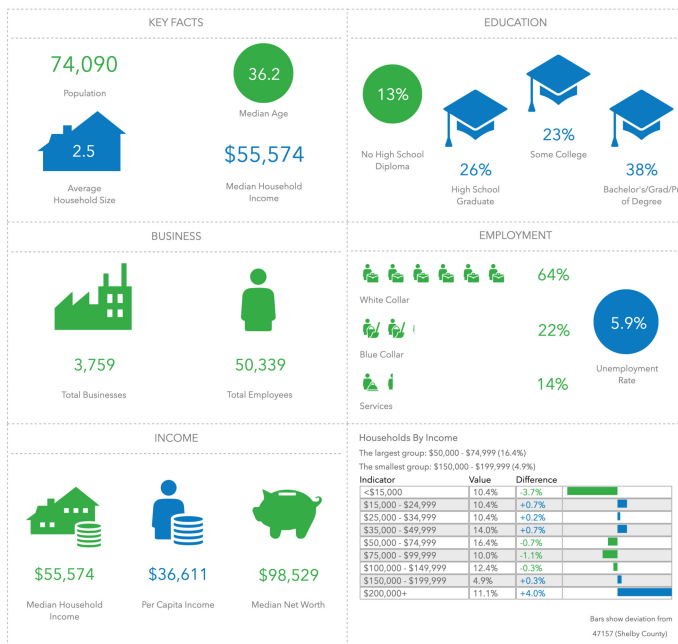 KEY FACTS
74,090
Population
36.2
Median Age
2.5
Average
Household Size
$55,574
Median Household
Income
EDUCATION
13%
No High School
Diploma
26%
High School
Graduate
23%
Some College
38%
Bachelor's/Grad/Pr
of Degree
BUSINESS
3,759
Total Businesses
50,339
Total Employees
EMPLOYMENT
64%
White Collar
22%
Blue Collar
14%
Services
5.9%
Unemployment
Rate
INCOME
$55,574
Median Household
Income
$36,611
Per Capita Income
$98,529
Median Net Worth
Households By Income
The largest group: $50,000 - $74,999 (16.4%)
The smallest group: $150,000 - $199,999 (4.9%)
Indicator Value Difference
<$15,000 10.4% -3.7%
$15,000 - $24,999 10.4% +0.7%
$25,000 - $34,999 10.4% +0.2%
$35,000 - $49,999 14.0% +0.7%
$50,000 - $74,999 16.4% -0.7%
$75,000 - $99,999 10.0% -1.1%
$100,000 - $149,999 12.4% -0.3%
$150,000 - $199,999 4.9% +0.3%
$200,000+ 11.1% +4.0%
Bars show deviation from
47157 (Shelby County)